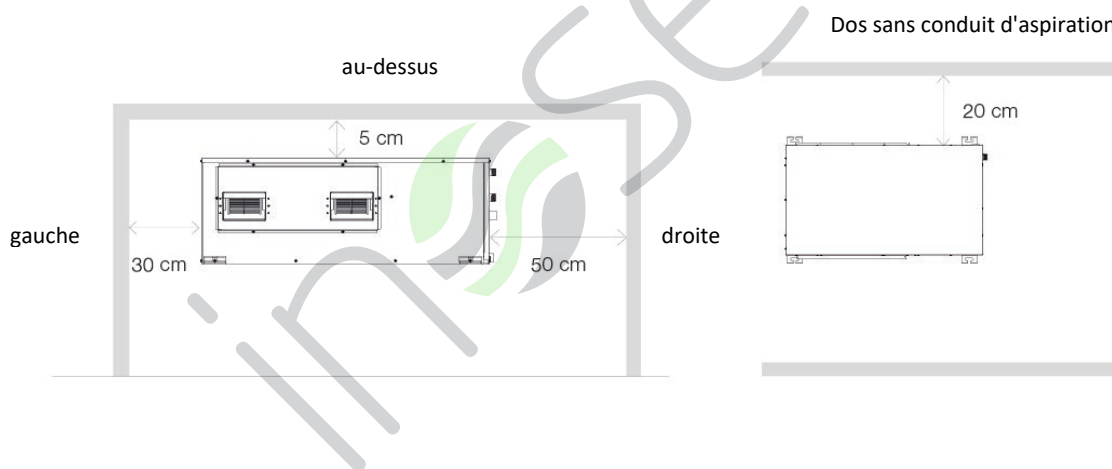 Dos sans conduit d'aspiration
au-dessus
20 cm
5 cm
gauche
droite
30 cm
50 cm